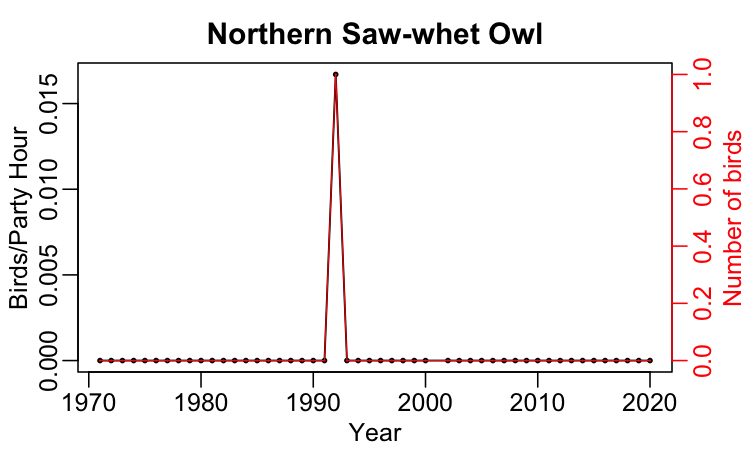 Northern Saw-whet Owl
Birds/Party Hour
0.015
0.010
0.005
0.000
1.0
0.8
0.6
0.4
0.2
0.0
Number of birds
1970 1980 1990 2000 2010 2020
Year